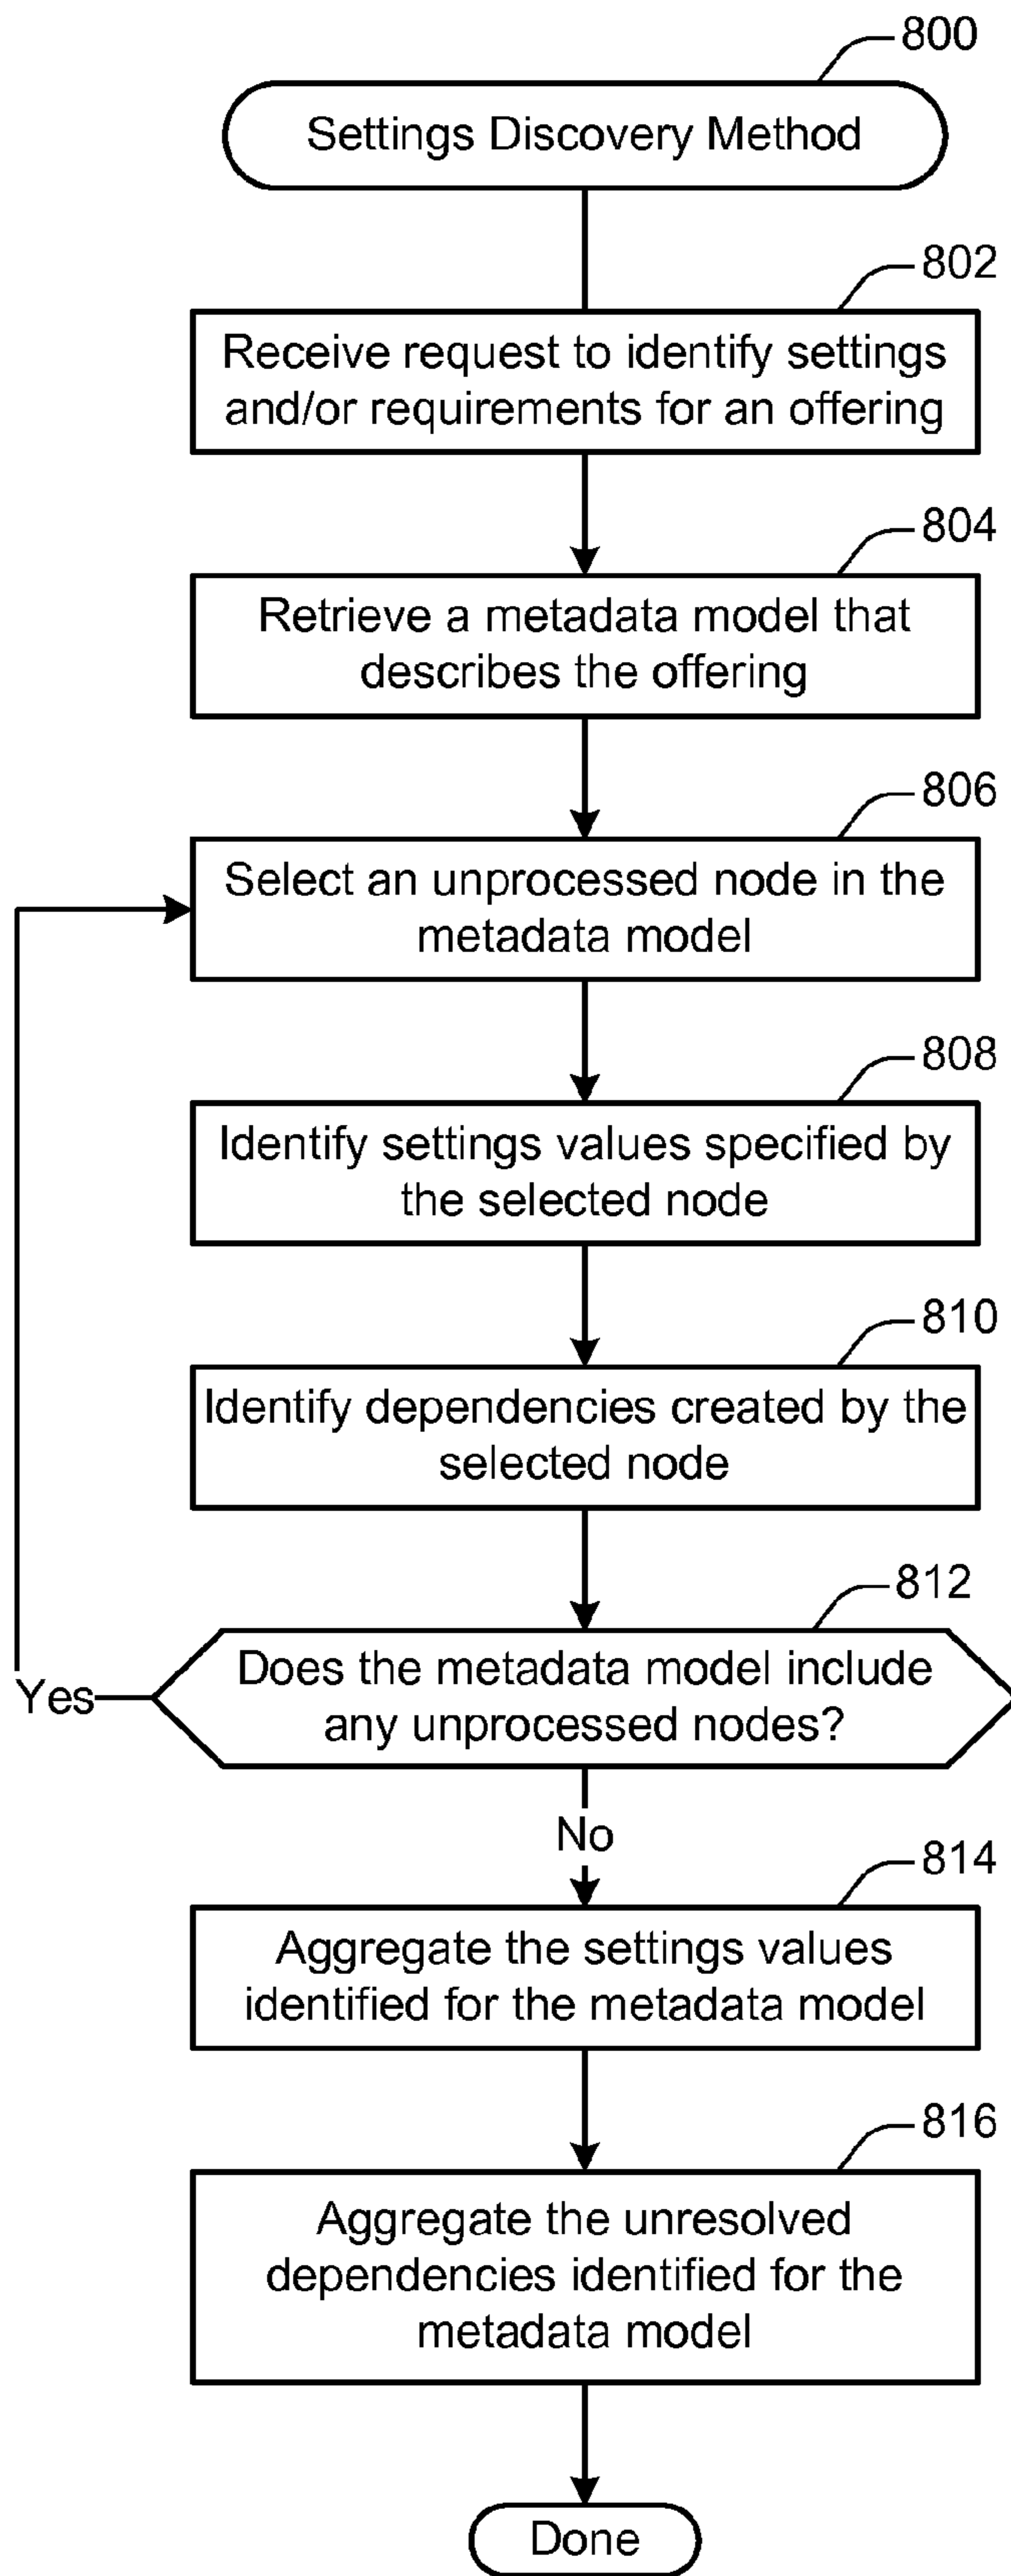 800
Settings Discovery Method
802
Receive request to identify settings
and/or requirements for an offering
804
Retrieve a metadata model that
describes the offering
806
Select an unprocessed node in the
metadata model
808
Identify settings values specified by
the selected node
810
Identify dependencies created by the
selected node
812
Does the metadata model include
any unprocessed nodes?
Yes
No
814
Aggregate the settings values
identified for the metadata model
816
Aggregate the unresolved
dependencies identified for the
metadata model
Done